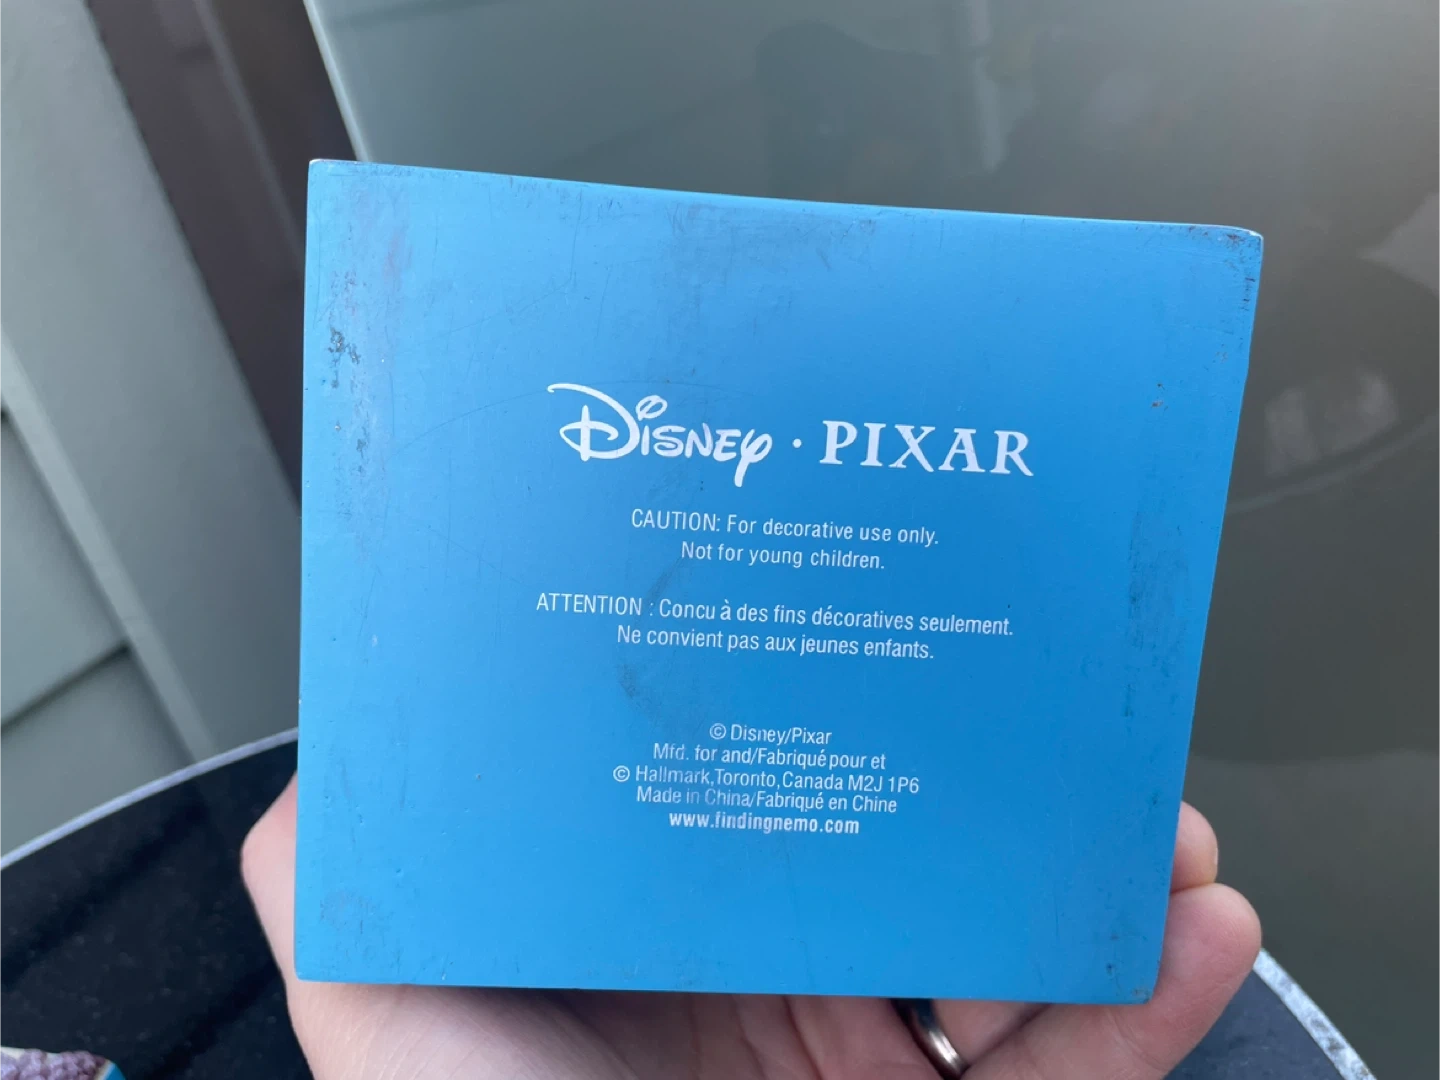 Disney · PIXAR
CAUTION: For decorative use only.
Not for young children.
ATTENTION : Concu à des fins décoratives seulement.
Ne convient pas aux jeunes enfants.
© Disney/Pixar
Mfd. for and/Fabriqué pour et
© Hallmark,Toronto,Canada M2J 1P6
Made in China/Fabriqué en Chine
www.findingnemo.com